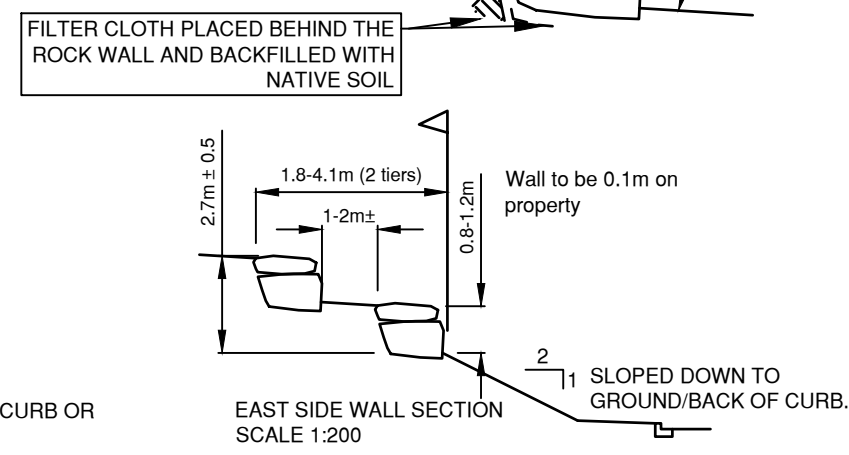 FILTER CLOTH PLACED BEHIND THE
ROCK WALL AND BACKFILLED WITH
NATIVE SOIL
2.7m ± 0.5
1.8-4.1m (2 tiers)
1-2m±
0.8-1.2m
Wall to be 0.1m on
property
2
1
SLOPED DOWN TO
GROUND/BACK OF CURB.
CURB OR
EAST SIDE WALL SECTION
SCALE 1:200